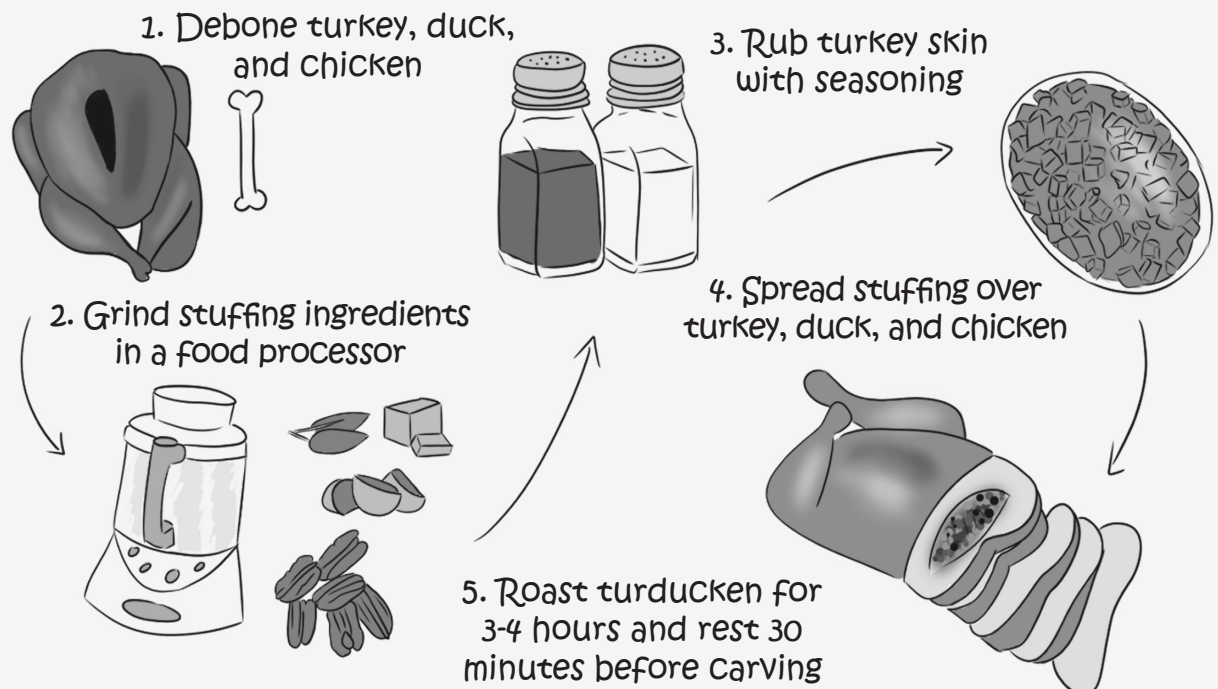 1. Debone turkey, duck,
and chicken
2. Grind stuffing ingredients
in a food processor
3. Rub turkey skin
with seasoning
4. Spread stuffing over
turkey, duck, and chicken
5. Roast turducken for
3-4 hours and rest 30
minutes before carving